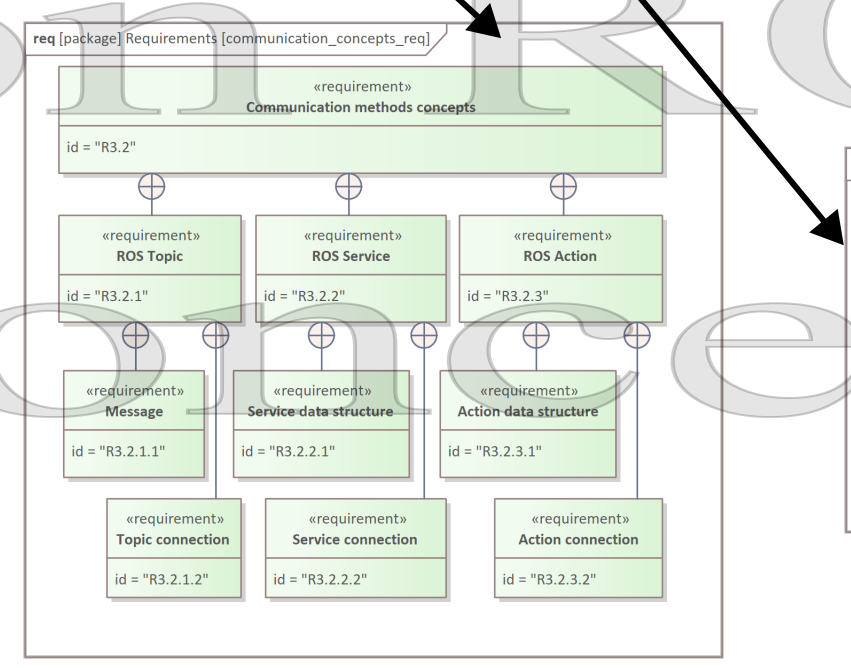 req [package] Requirements [communication_concepts_req]
«requirement»
Communication methods concepts
id = "R3.2"
«requirement»
ROS Topic
id = "R3.2.1"
«requirement»
ROS Service
id = "R3.2.2"
«requirement»
ROS Action
id = "R3.2.3"
«requirement»
Message
id = "R3.2.1.1"
«requirement»
Service data structure
id = "R3.2.2.1"
«requirement»
Action data structure
id = "R3.2.3.1"
«requirement»
Topic connection
id = "R3.2.1.2"
«requirement»
Service connection
id = "R3.2.2.2"
«requirement»
Action connection
id = "R3.2.3.2"